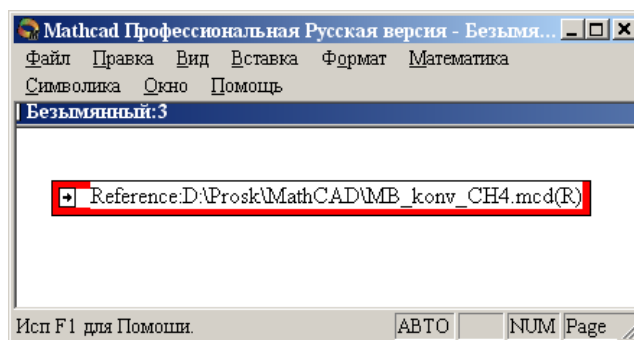 Mathcad Профессиональная Русская версия - Безымя...
Файл Правка Вид Вставка Формат Математика
Символика Окно Помощь
Безымянный:3
Reference:D:\Prosk\MathCAD\MB_konv_CH4.mcd(R)
Исп F1 для Помоши. АВТО NUM Page